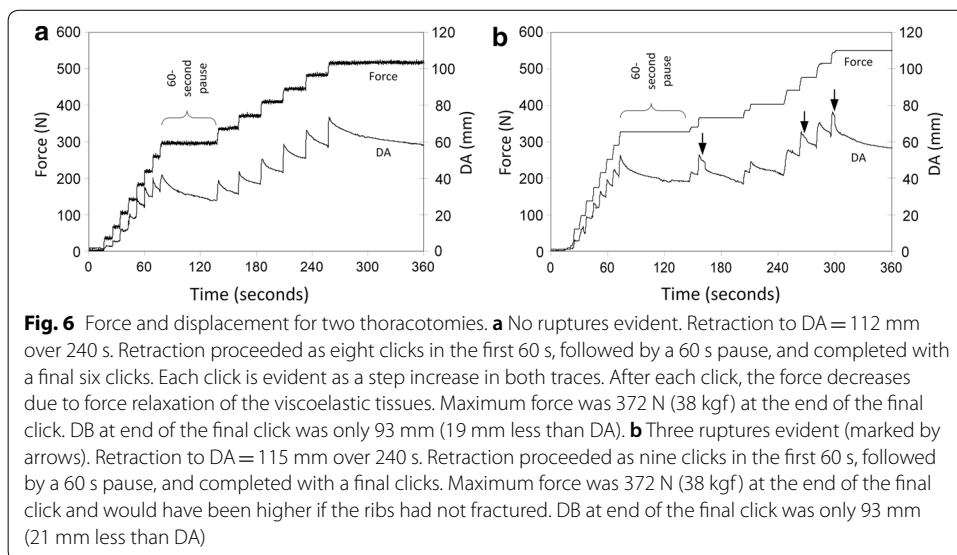 a
b
600
500
400
300
200
100
0
Force (N)
120
100
80
60
40
20
0
DA (mm)
60-
second
pause
Force
DA
0 60 120 180 240 300 360
Time (seconds)
600
500
400
300
200
100
0
Force (N)
120
100
80
60
40
20
0
DA (mm)
60-
second
pause
Force
DA
0 60 120 180 240 300 360
Time (seconds)
Fig. 6 Force and displacement for two thoracotomies. a No ruptures evident. Retraction to DA = 112 mm
over 240 s. Retraction proceeded as eight clicks in the first 60 s, followed by a 60 s pause, and completed with
a final six clicks. Each click is evident as a step increase in both traces. After each click, the force decreases
due to force relaxation of the viscoelastic tissues. Maximum force was 372 N (38 kgf) at the end of the final
click. DB at end of the final click was only 93 mm (19 mm less than DA). b Three ruptures evident (marked by
arrows). Retraction to DA = 115 mm over 240 s. Retraction proceeded as nine clicks in the first 60 s, followed
by a 60 s pause, and completed with a final clicks. Maximum force was 372 N (38 kgf) at the end of the final
click and would have been higher if the ribs had not fractured. DB at end of the final click was only 93 mm
(21 mm less than DA)